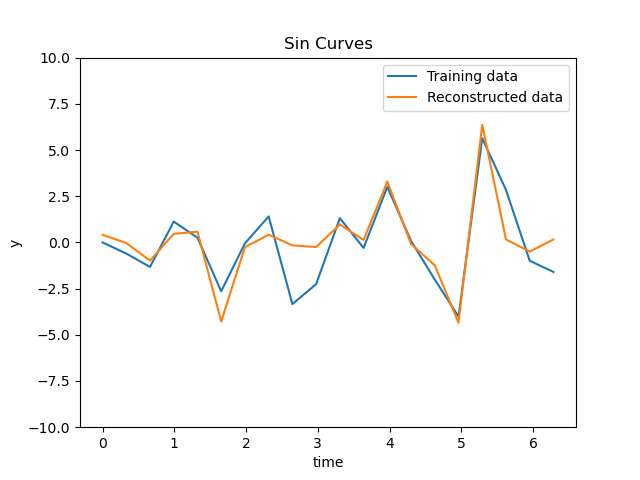 Sin Curves
Training data
Reconstructed data
10.0
7.5
5.0
2.5
0.0
−2.5
−5.0
−7.5
−10.0
y
0 1 2 3 4 5 6
time